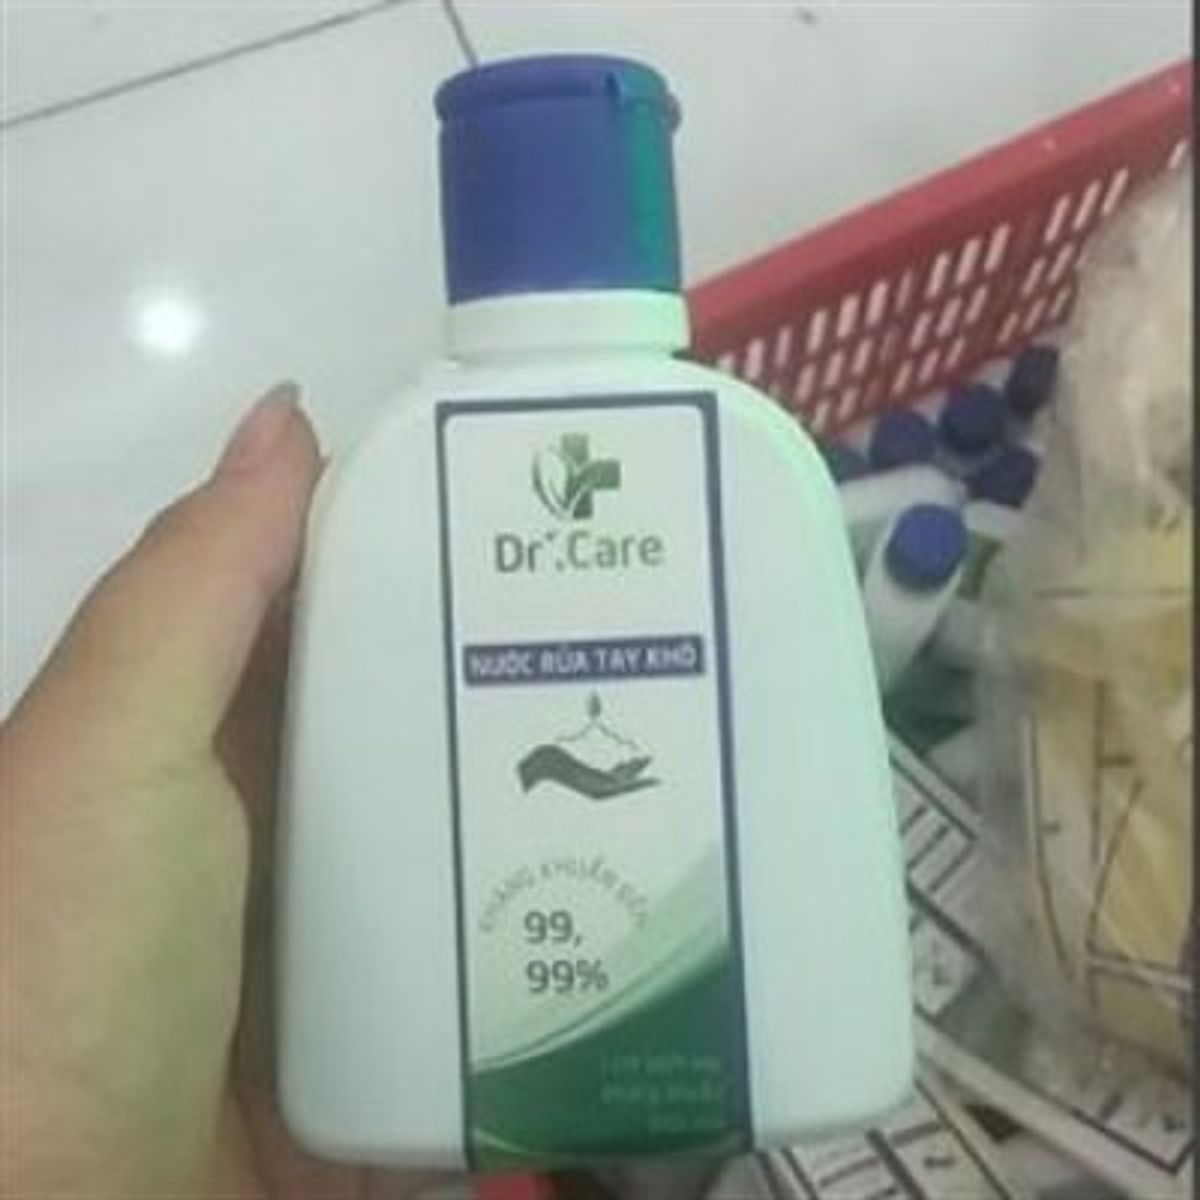 Dr.Care
NƯỚC RỬA TAY KHÔ
KHÁNG KHUẨN ĐẾN
99,
99%